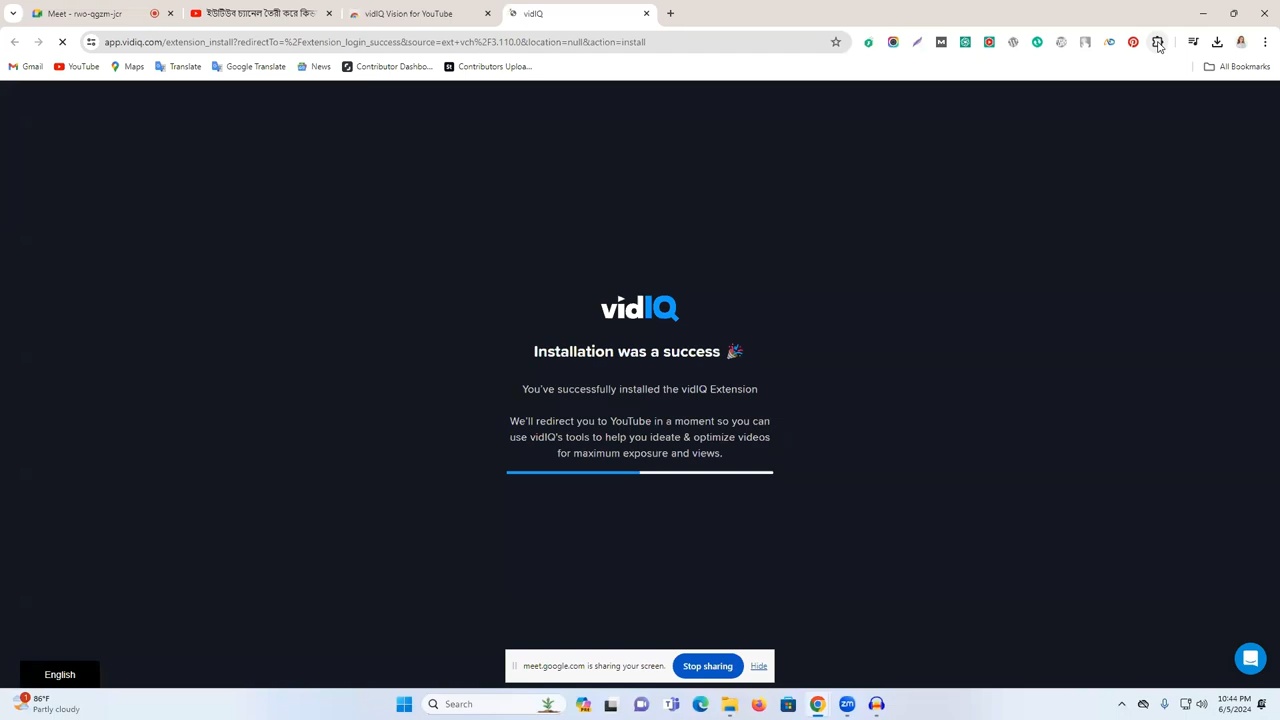 Meet - rwo-ogzm-jcr
ইউটিউব চ্যানেল তৈরী করে কিভ
vidIQ Vision for YouTube
vidIQ
app.vidiq.com/extension_install?redirectTo=%2Fextension_login_success&source=ext+vch%2F3.110.0&location=null&action=install
Gmail
YouTube
Maps
Translate
Google Translate
News
Contributor Dashbo...
St Contributors Uploa...
All Bookmarks
vidIQ
Installation was a success
You've successfully installed the vidIQ Extension
We'll redirect you to YouTube in a moment so you can
use vidIQ's tools to help you ideate & optimize videos
for maximum exposure and views.
meet.google.com is sharing your screen.
Stop sharing
Hide
English
1
86°F
Partly cloudy
Search
zm
10:44 PM
6/5/2024